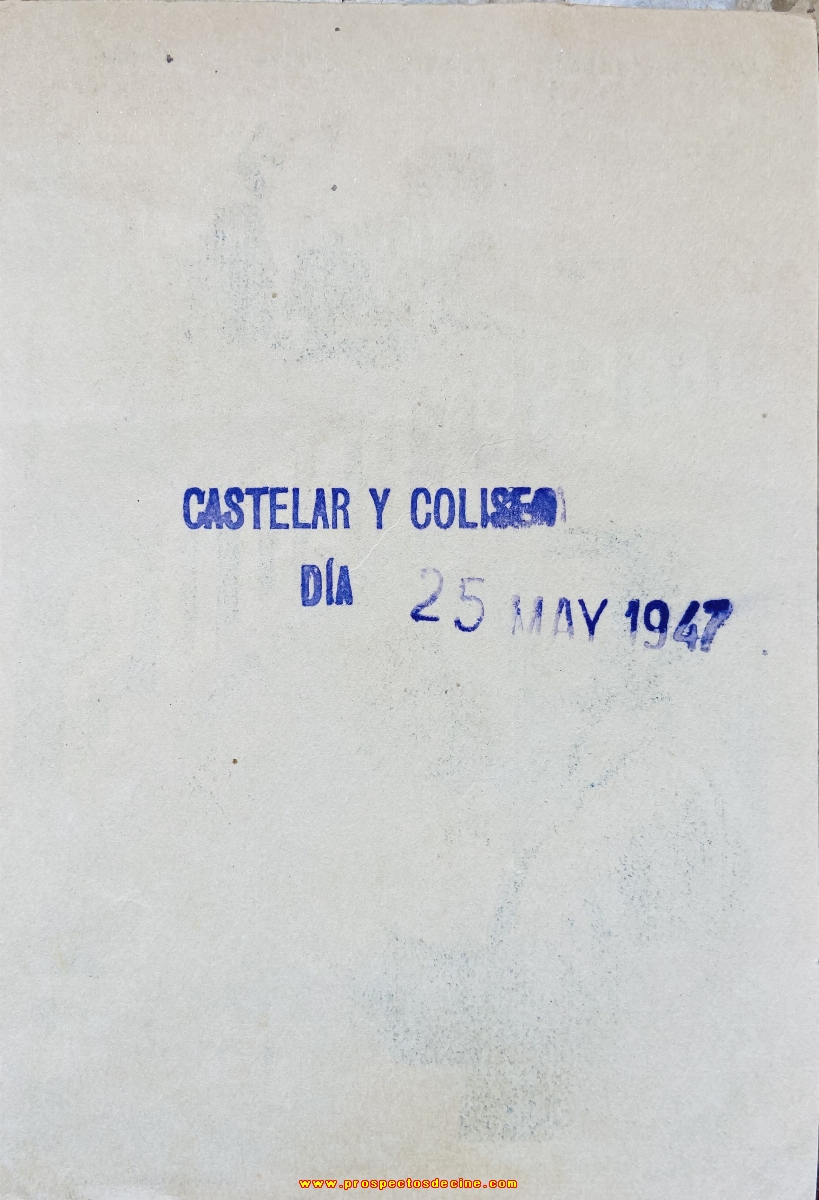 CASTELAR Y COLISEO
DÍA 25 MAY 1947
www.prospectosdecine.com